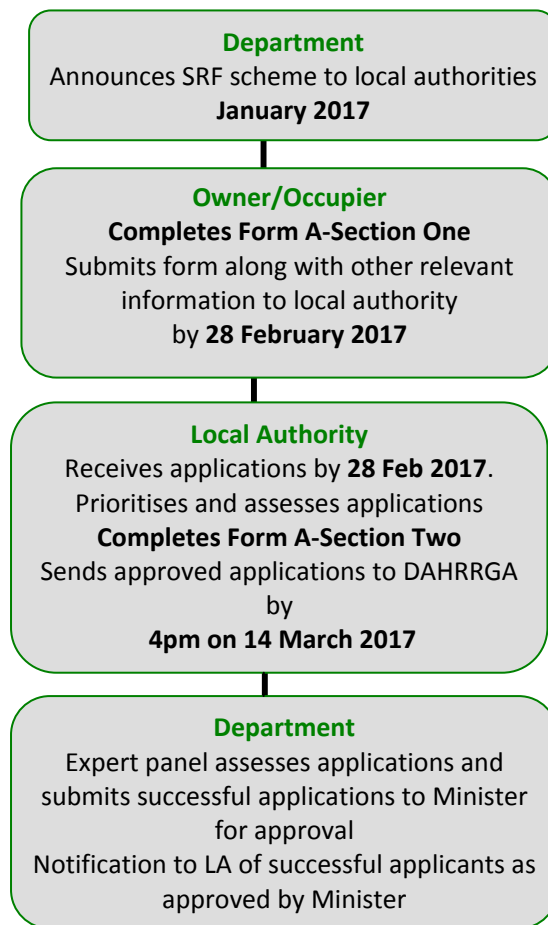 Department
Announces SRF scheme to local authorities
January 2017
Owner/Occupier
Completes Form A-Section One
Submits form along with other relevant
information to local authority
by 28 February 2017
Local Authority
Receives applications by 28 Feb 2017.
Prioritises and assesses applications
Completes Form A-Section Two
Sends approved applications to DAHRRGA
by
4pm on 14 March 2017
Department
Expert panel assesses applications and
submits successful applications to Minister
for approval
Notification to LA of successful applicants as
approved by Minister